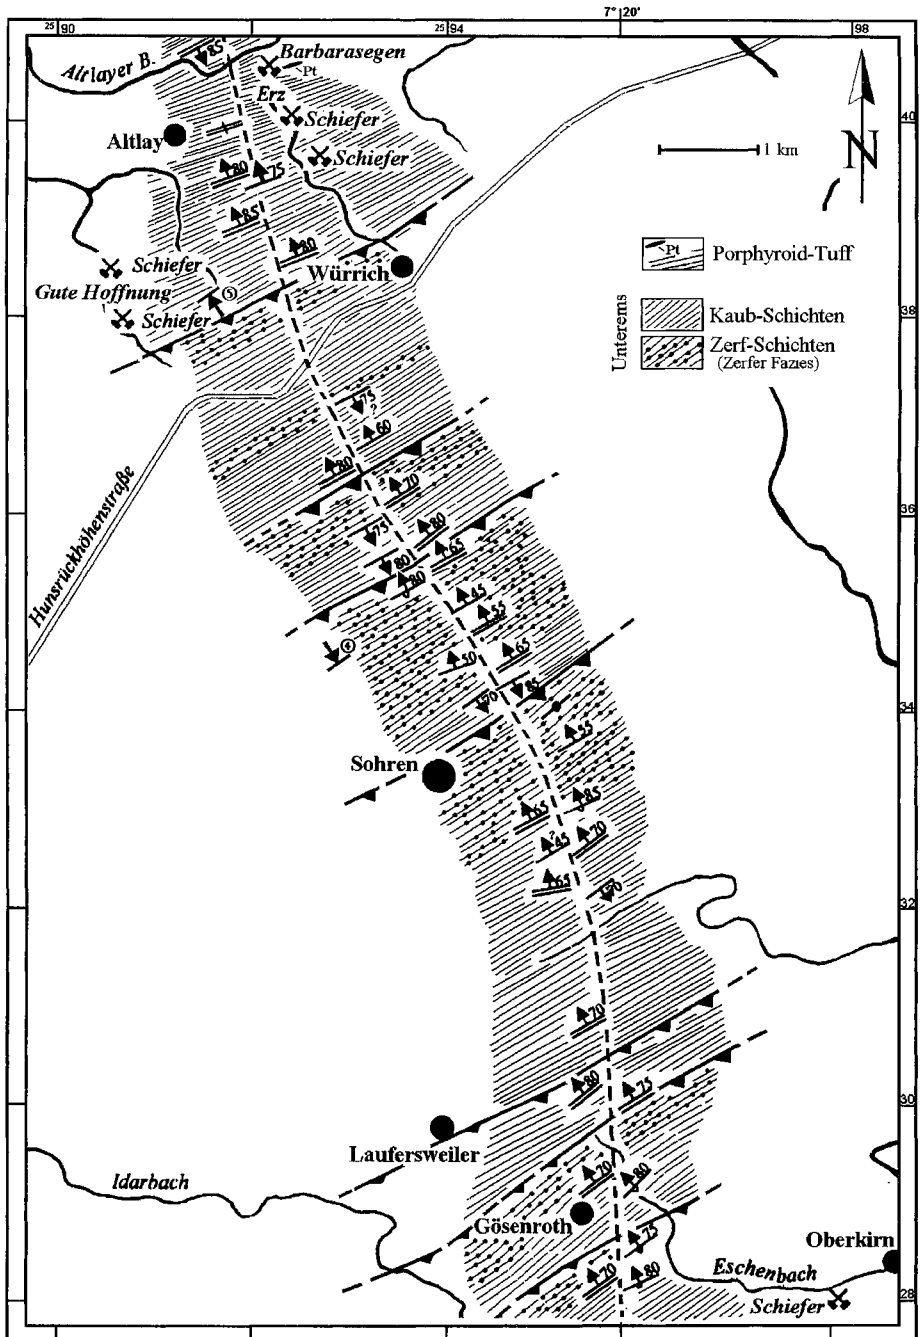 7° 20'
25 90
25 94
98
Altlayer B.
85
Barbarasegen
Pt
Erz
Schiefer
Schiefer
Altlay
40
1 km
N
80
75
85
80
Pt
Porphyroid-Tuff
Würrich
Schiefer
Gute Hoffnung
Schiefer
5
38
Unterems
Kaub-Schichten
Zerf-Schichten
(Zerfer Fazies)
75
?
60
80
70
Hunsrückhöhenstraße
36
75
80
80
65
80
45
55
4
50
65
70
85
34
55
Sohren
65
85
?
45
70
65
70
32
70
80
75
30
Laufersweiler
Idarbach
70
80
Gösenroth
75
Oberkirn
Eschenbach
70
80
Schiefer
28